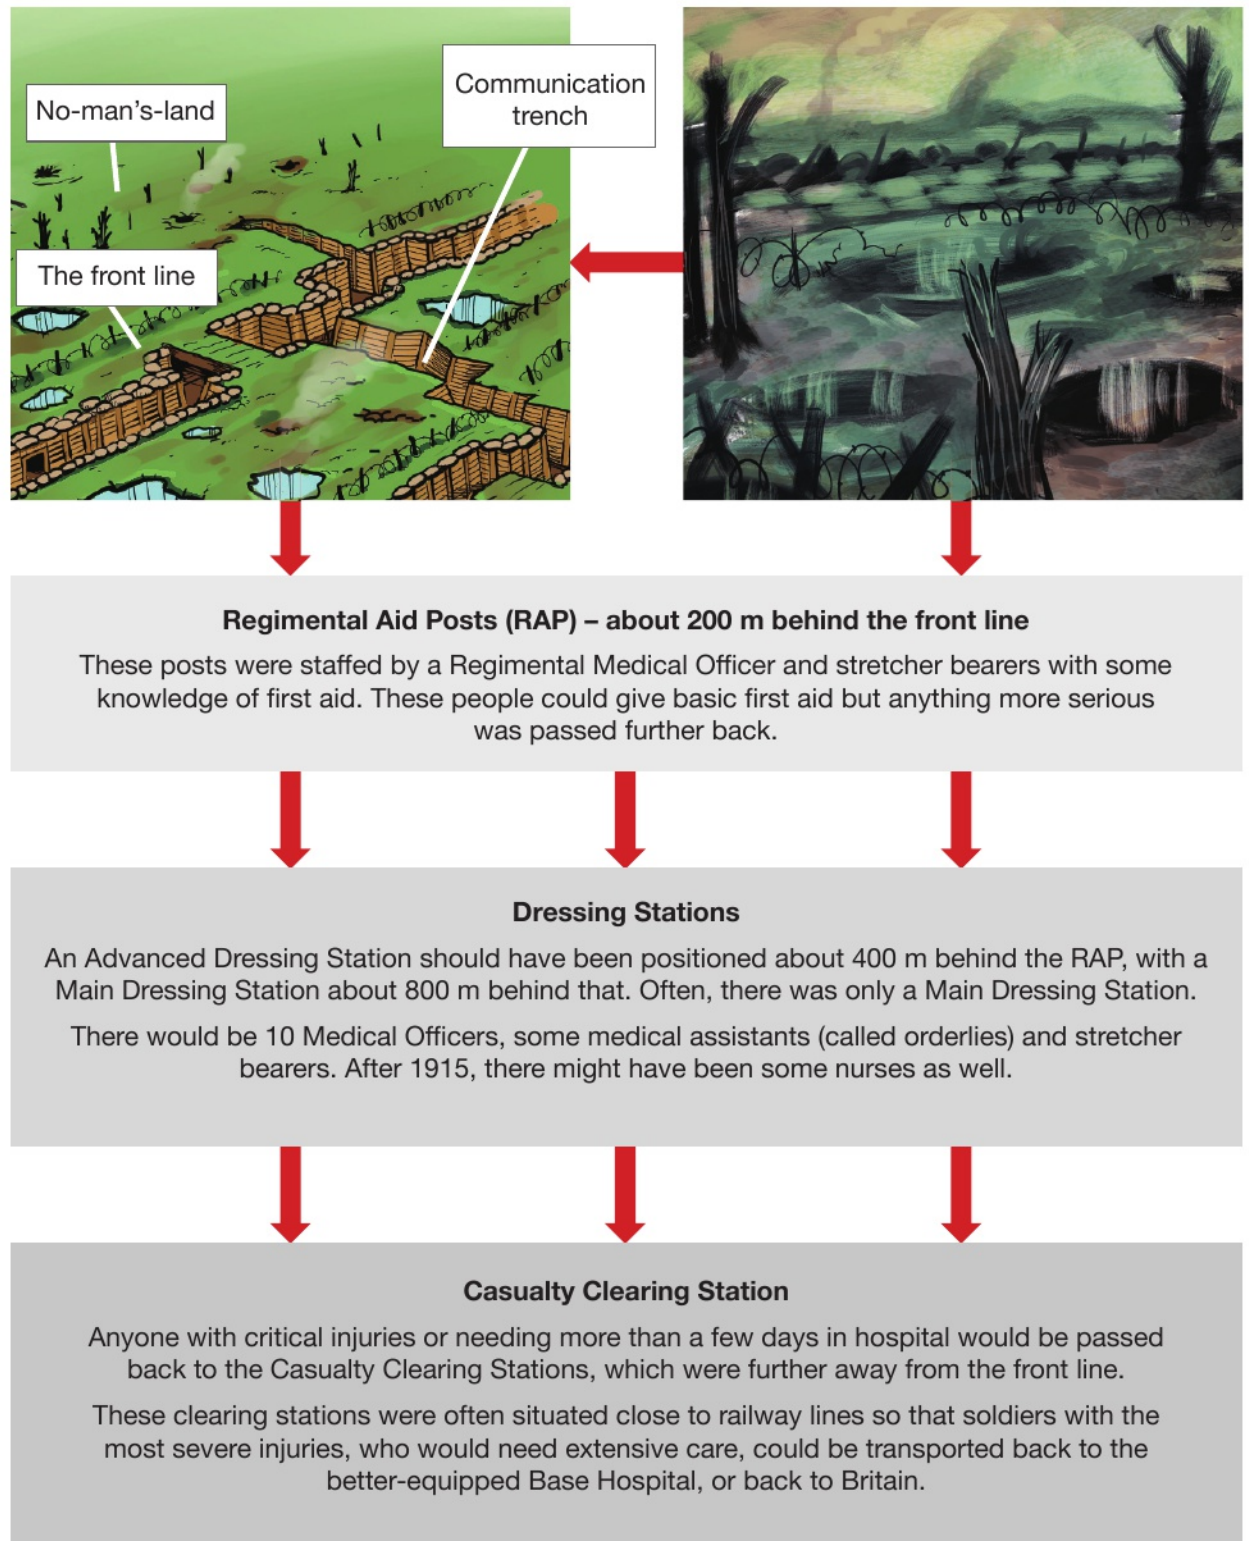 No-man's-land
Communication
trench
The front line
Regimental Aid Posts (RAP) – about 200 m behind the front line
These posts were staffed by a Regimental Medical Officer and stretcher bearers with some
knowledge of first aid. These people could give basic first aid but anything more serious
was passed further back.
Dressing Stations
An Advanced Dressing Station should have been positioned about 400 m behind the RAP, with a
Main Dressing Station about 800 m behind that. Often, there was only a Main Dressing Station.
There would be 10 Medical Officers, some medical assistants (called orderlies) and stretcher
bearers. After 1915, there might have been some nurses as well.
Casualty Clearing Station
Anyone with critical injuries or needing more than a few days in hospital would be passed
back to the Casualty Clearing Stations, which were further away from the front line.
These clearing stations were often situated close to railway lines so that soldiers with the
most severe injuries, who would need extensive care, could be transported back to the
better-equipped Base Hospital, or back to Britain.